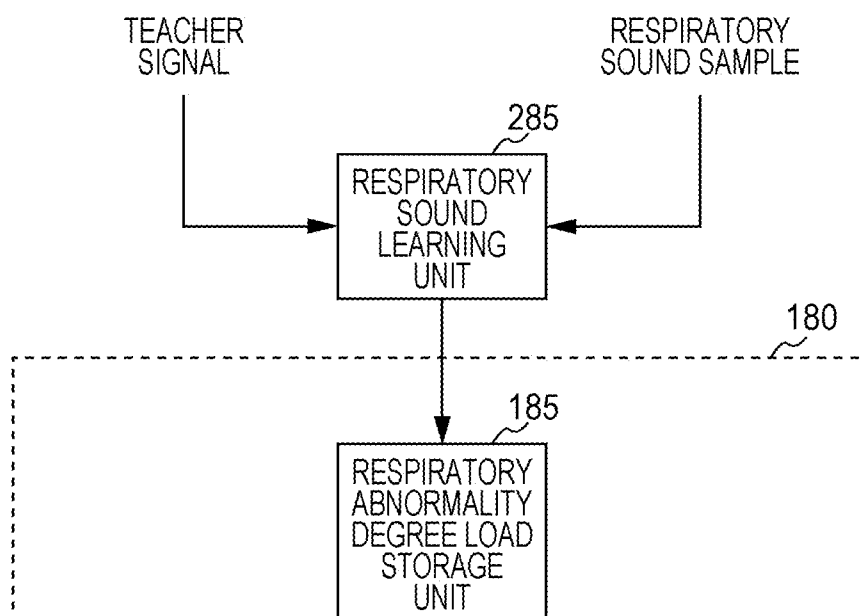 TEACHER
SIGNAL
RESPIRATORY
SOUND SAMPLE
285
RESPIRATORY
SOUND
LEARNING
UNIT
180
185
RESPIRATORY
ABNORMALITY
DEGREE LOAD
STORAGE
UNIT